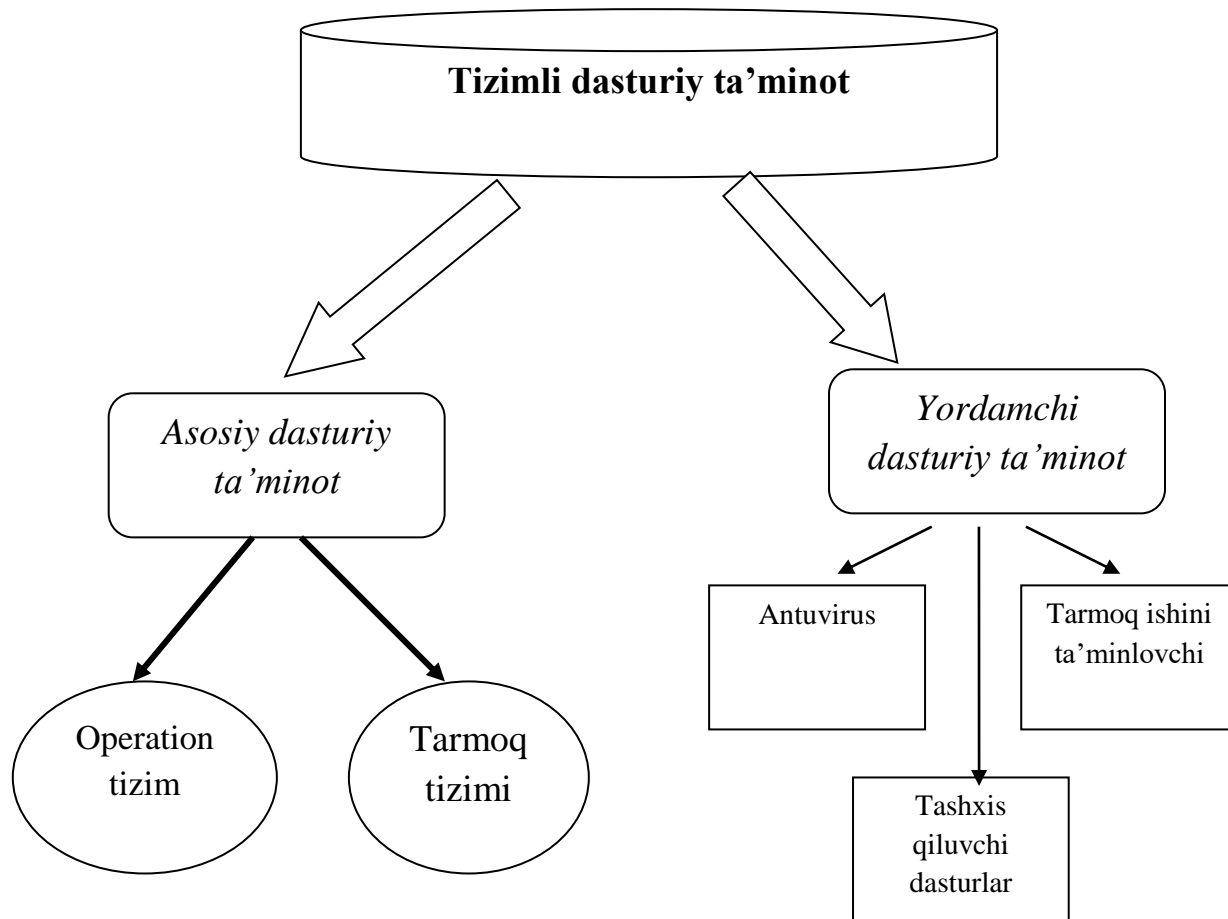 Tizimli dasturiy ta’minot
Asosiy dasturiy
ta’minot
Yordamchi
dasturiy ta’minot
Operation
tizim
Tarmoq
tizimi
Antuvirus
Tarmoq ishini
ta’minlovchi
Tashxis
qiluvchi
dasturlar